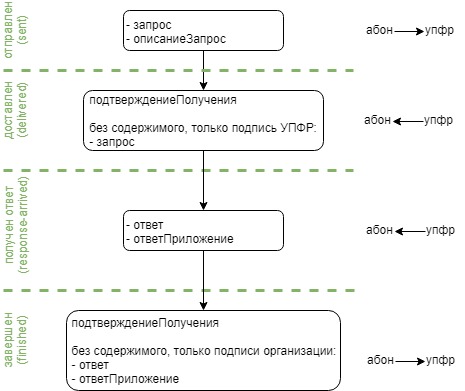 отправлен
(sent)
- запрос
- описаниеЗапрос
абон
упфр
доставлен
(delivered)
подтверждениеПолучения
без содержимого, только подпись УПФР:
- запрос
абон
упфр
получен ответ
(response-arrived)
- ответ
- ответПриложение
абон
упфр
завершен
(finished)
подтверждениеПолучения
без содержимого, только подписи организации:
- ответ
- ответПриложение
абон
упфр